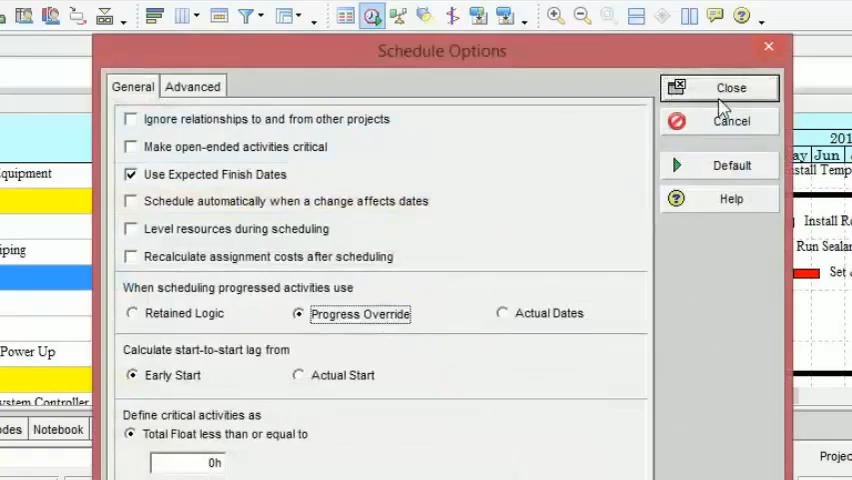 Schedule Options
General Advanced
Close
Ignore relationships to and from other projects
Cancel
Make open-ended activities critical
Use Expected Finish Dates
Default
Schedule automatically when a change affects dates
Help
Level resources during scheduling
Recalculate assignment costs after scheduling
When scheduling progressed activities use
Retained Logic Progress Override Actual Dates
Calculate start-to-start lag from
Early Start Actual Start
Define critical activities as
Total Float less than or equal to
0h
201
ay Jun
quipment
stall Temp
Install R
iping
Run Seala
Set
Power Up
ystem Controller
odes Notebook
Projec